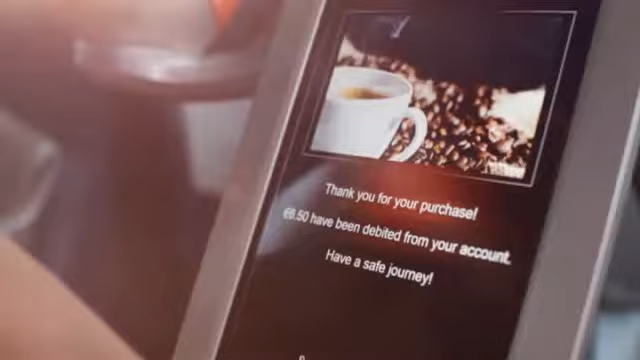 Thank you for your purchase!
€6.50 have been debited from your account.
Have a safe journey!